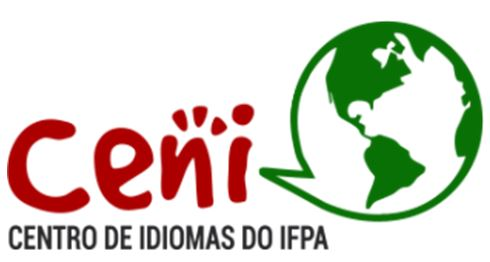 Ceni
CENTRO DE IDIOMAS DO IFPA